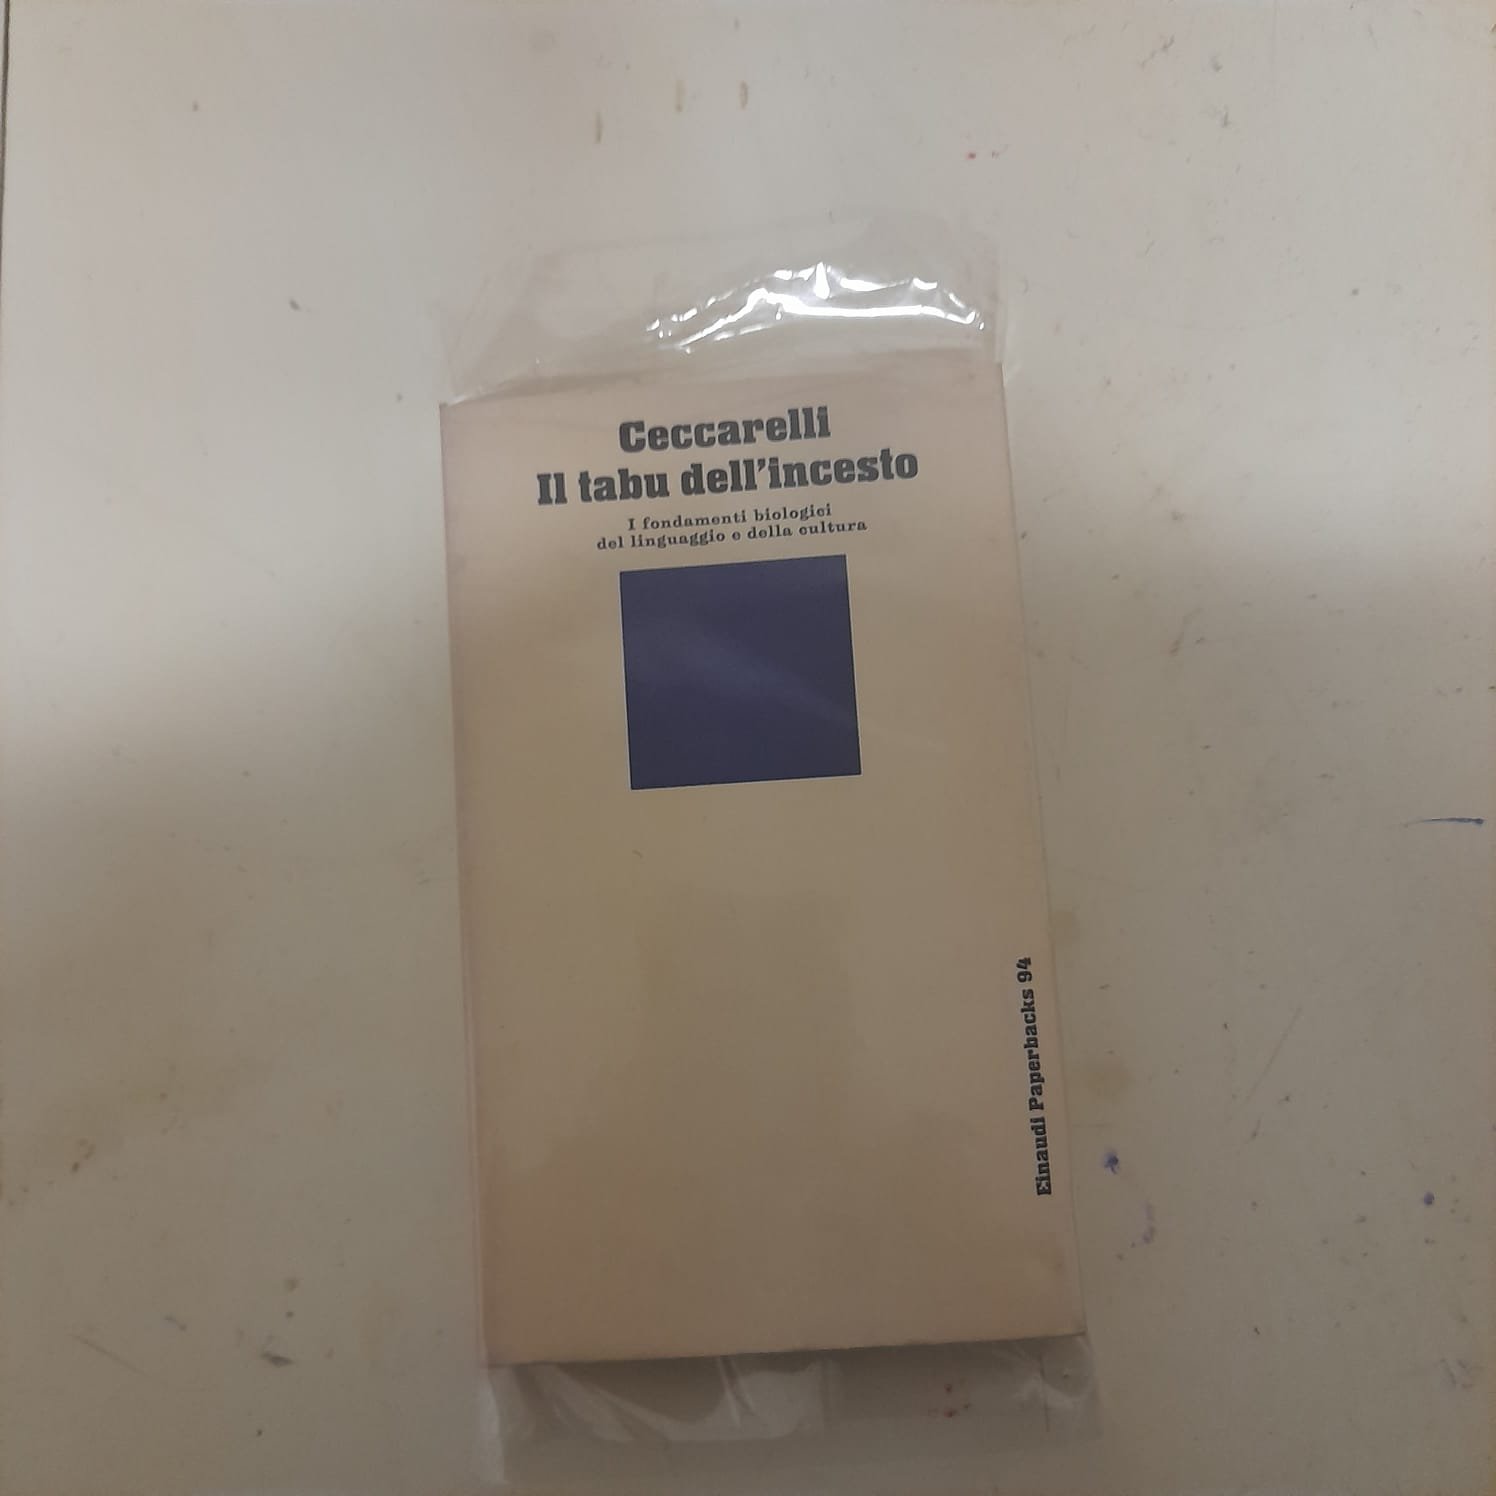 Ceccarelli
Il tabu dell'incesto
I fondamenti biologici
del linguaggio e della cultura
Einaudi Paperbacks 94